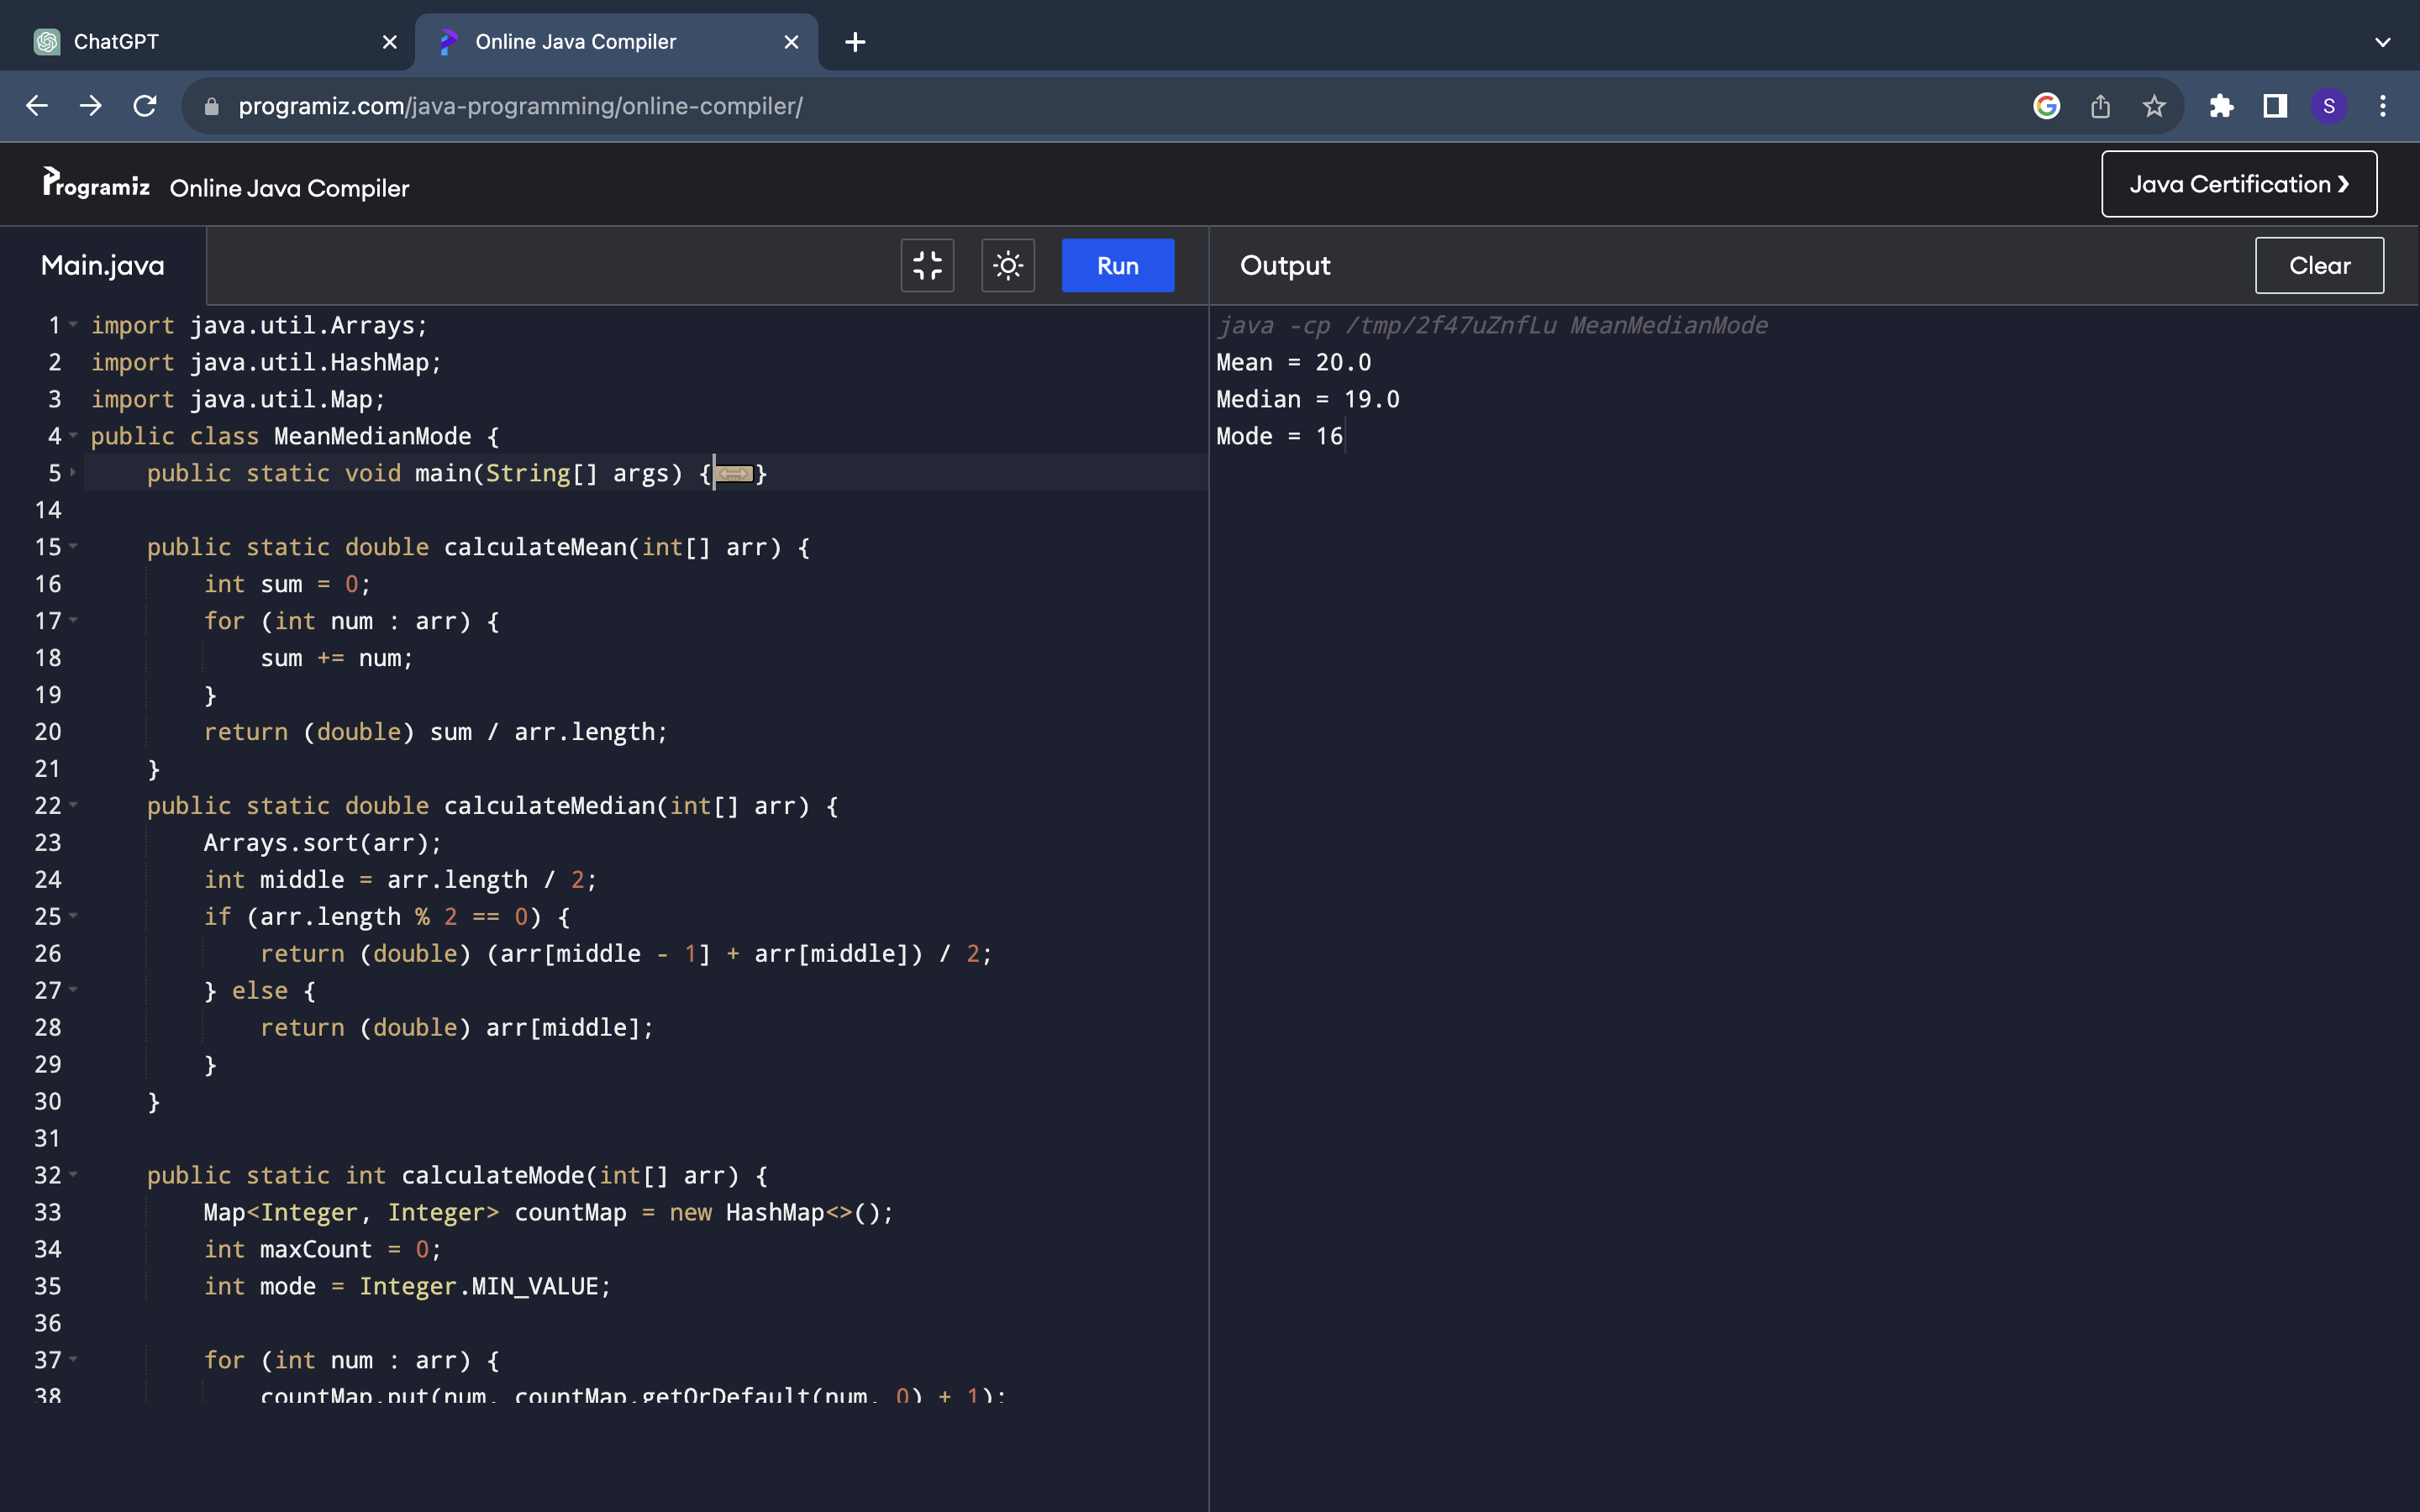 ChatGPT
Online Java Compiler
programiz.com/java-programming/online-compiler/
S
Programiz Online Java Compiler
Java Certification ❯
Main.java
Run
Output
Clear
1 import java.util.Arrays;
2 import java.util.HashMap;
3 import java.util.Map;
4 public class MeanMedianMode {
5 public static void main(String[] args) {}
14
15 public static double calculateMean(int[] arr) {
16 int sum = 0;
17 for (int num : arr) {
18 sum += num;
19 }
20 return (double) sum / arr.length;
21 }
22 public static double calculateMedian(int[] arr) {
23 Arrays.sort(arr);
24 int middle = arr.length / 2;
25 if (arr.length % 2 == 0) {
26 return (double) (arr[middle - 1] + arr[middle]) / 2;
27 } else {
28 return (double) arr[middle];
29 }
30 }
31
32 public static int calculateMode(int[] arr) {
33 Map<Integer, Integer> countMap = new HashMap<>();
34 int maxCount = 0;
35 int mode = Integer.MIN_VALUE;
36
37 for (int num : arr) {
38 countMap.put(num, countMap.getOrDefault(num, 0) + 1);
java -cp /tmp/2f47uZnfLu MeanMedianMode
Mean = 20.0
Median = 19.0
Mode = 16